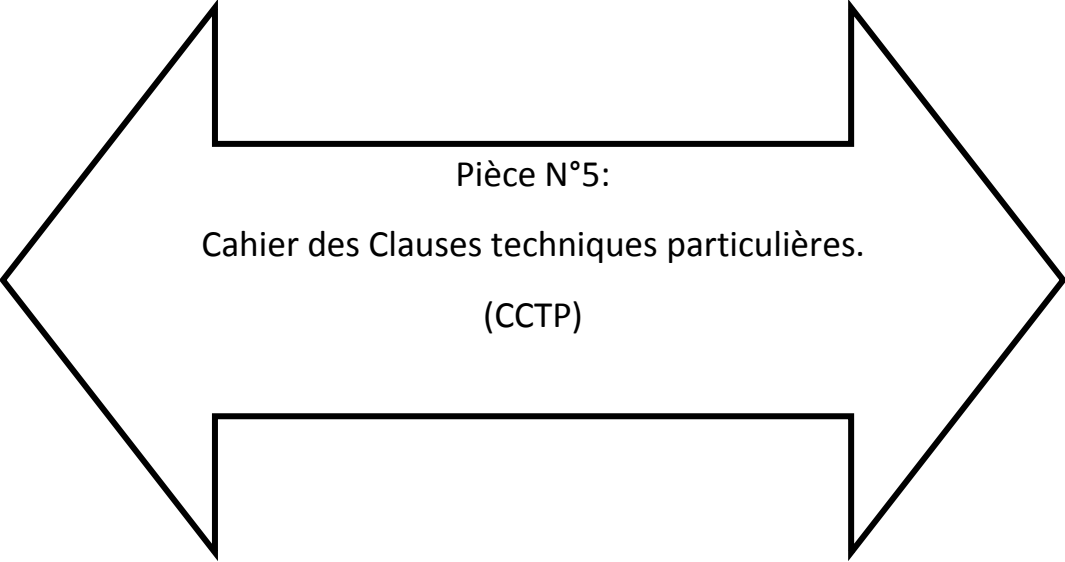 Pièce N°5:
Cahier des Clauses techniques particulières.
(CCTP)